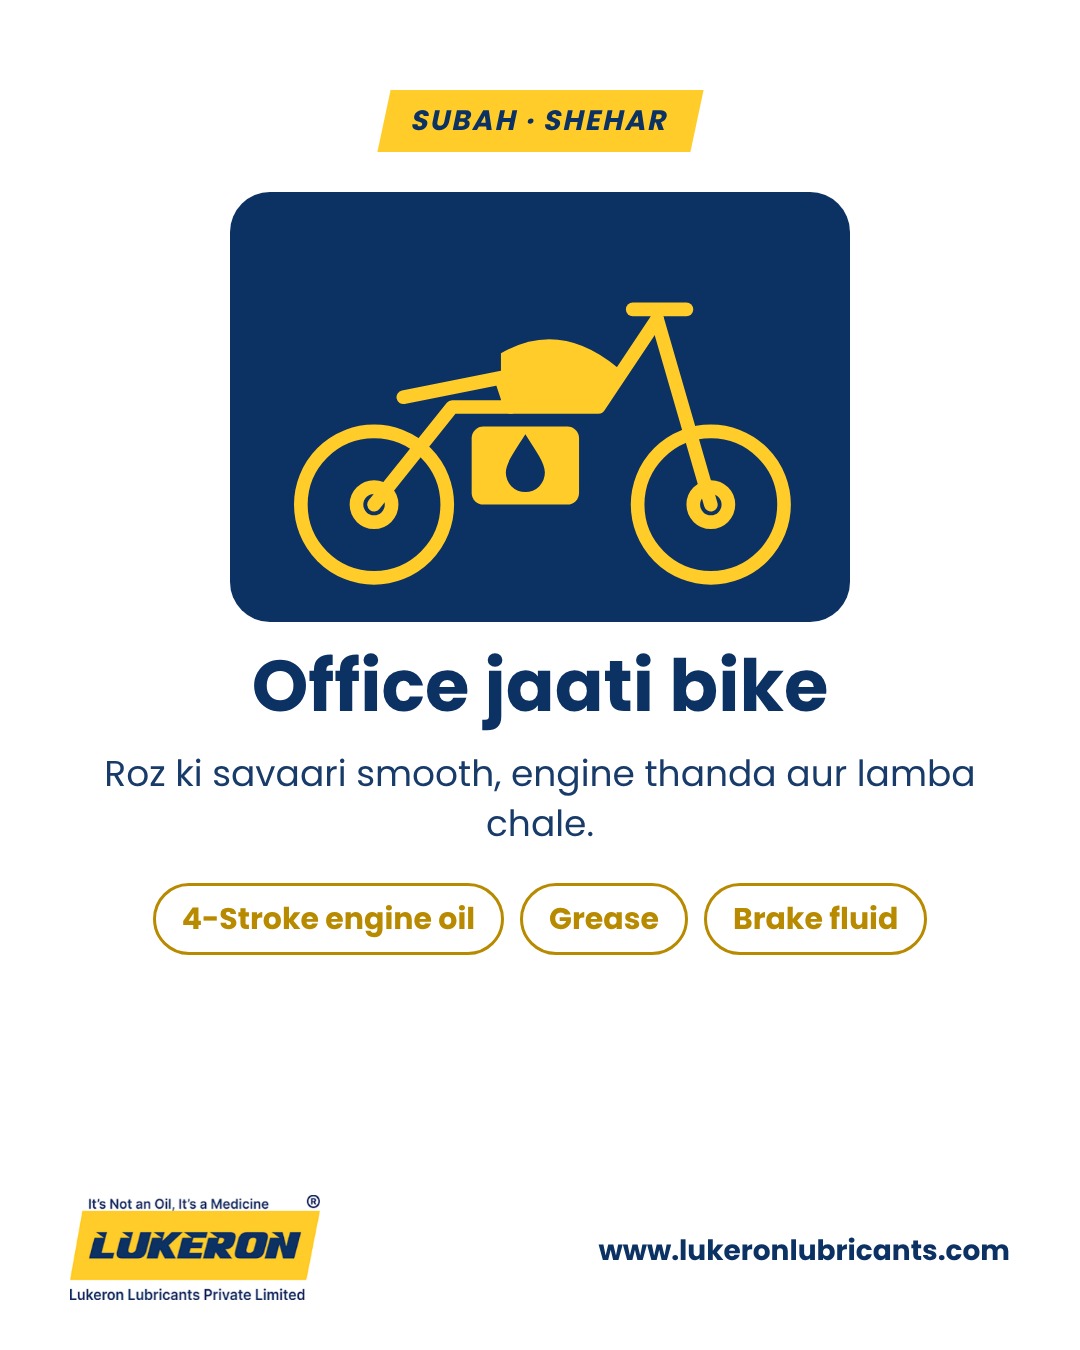 SUBAH · SHEHAR
Office jaati bike
Roz ki savaari smooth, engine thanda aur lamba
chale.
4-Stroke engine oil
Grease
Brake fluid
It's Not an Oil, It's a Medicine
®
LUKERON
Lukeron Lubricants Private Limited
www.lukeronlubricants.com